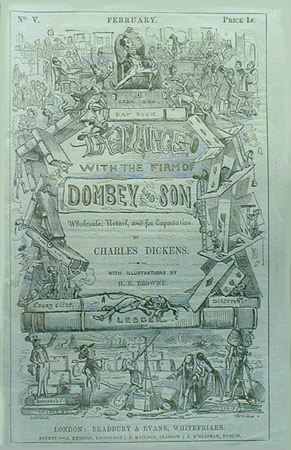 No. V. FEBRUARY. PRICE 1s.
CASH BOX
DAY BOOK
Dealings
WITH THE FIRM OF
DOMBEY AND SON
Wholesale, Retail, and for Exportation
BY
CHARLES DICKENS.
WITH ILLUSTRATIONS BY
H. K. BROWNE.
COURT GUIDE
DIRECTORY
LEDGER
LONDON: BRADBURY & EVANS, WHITEFRIARS.
AGENTS:—J. MENZIES, EDINBURGH; J. MACLEOD, GLASGOW; J. M'GLASHAN, DUBLIN.